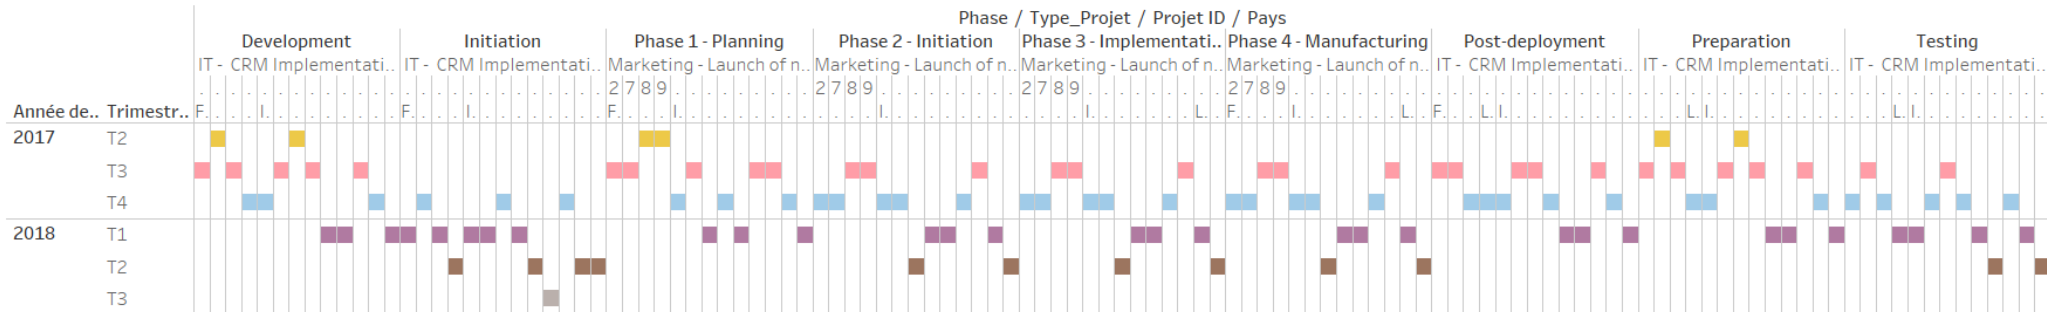 Phase / Type_Projet / Projet ID / Pays
Development Initiation Phase 1 - Planning Phase 2 - Initiation Phase 3 - Implementati.. Phase 4 - Manufacturing Post-deployment Preparation Testing
IT - CRM Implementati.. IT - CRM Implementati.. Marketing - Launch of n.. Marketing - Launch of n.. Marketing - Launch of n.. Marketing - Launch of n.. IT - CRM Implementati.. IT - CRM Implementati.. IT - CRM Implementati..
2 7 8 9 2 7 8 9 2 7 8 9 2 7 8 9
Année de.. Trimestr.. F. I. F. I. F. I. I. I. L. F. I. L. F. L. I. L. I. L. I.
2017 T2
T3
T4
2018 T1
T2
T3